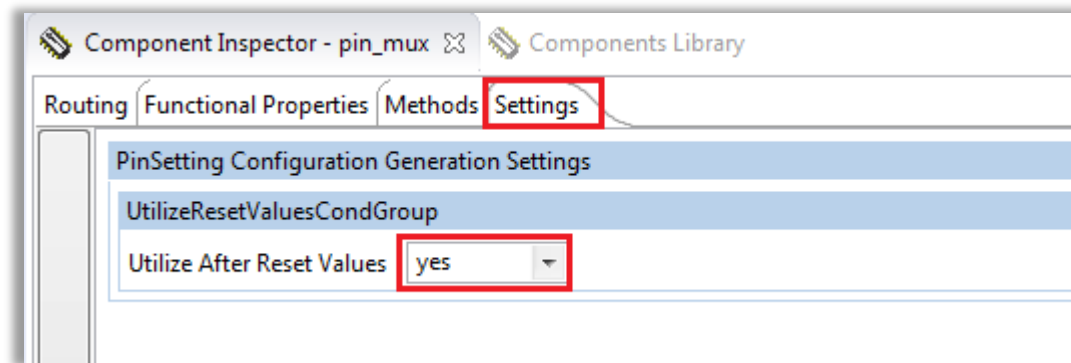 Component Inspector - pin_mux Components Library
Routing Functional Properties Methods Settings
PinSetting Configuration Generation Settings
UtilizeResetValuesCondGroup
Utilize After Reset Values yes